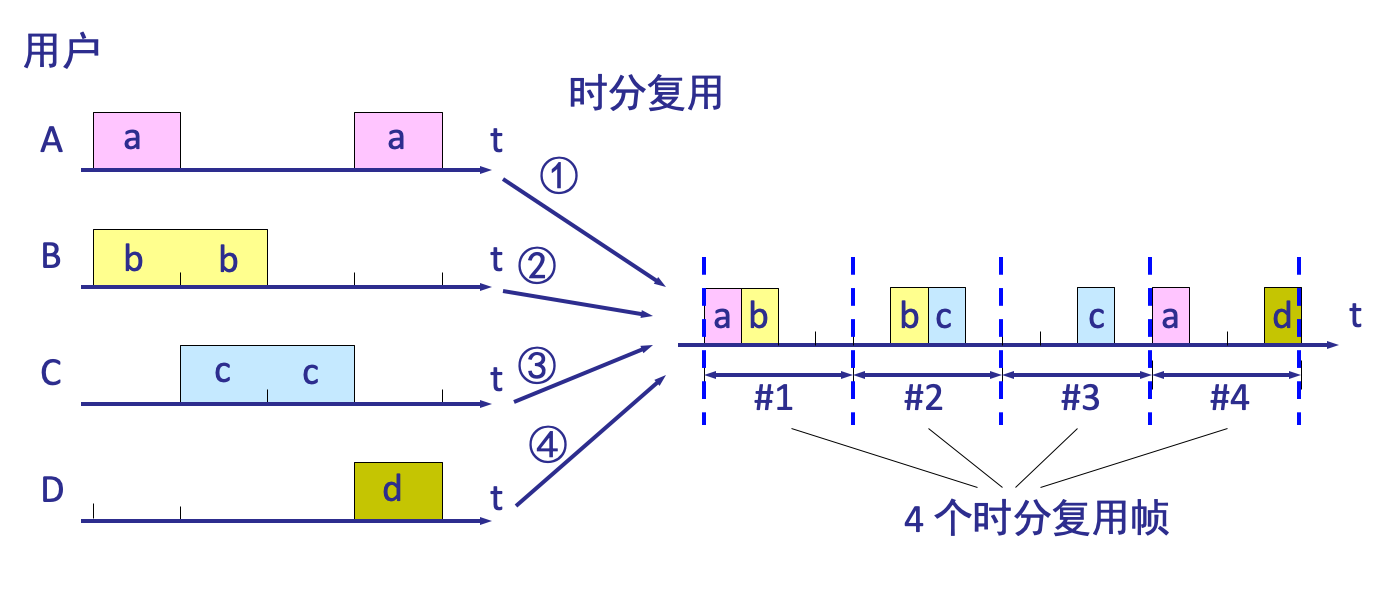 用户
时分复用
A a a t
①
B b b t
②
a b b c c a d t
C c c t
③
#1 #2 #3 #4
④
D d t
4 个时分复用帧